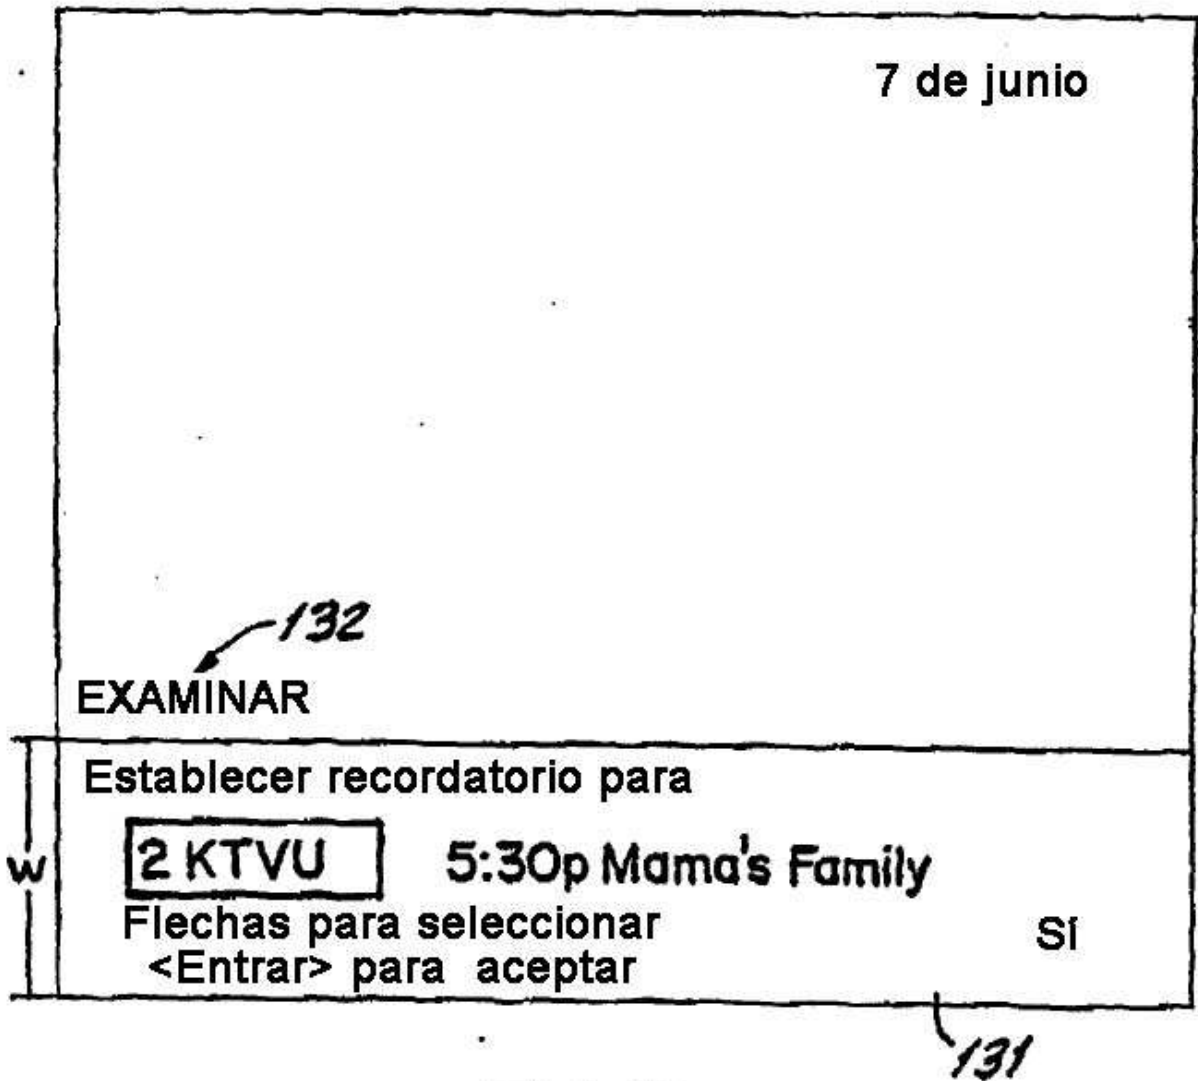 7 de junio
132
EXAMINAR
Establecer recordatorio para
W
2 KTVU 5:30p Mama's Family
Flechas para seleccionar
Sí
<Entrar> para aceptar
131